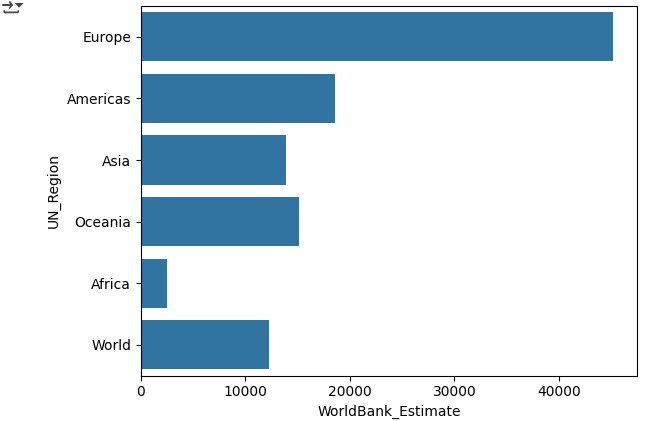 Europe
Americas
Asia
Oceania
Africa
World
UN_Region
0 10000 20000 30000 40000
WorldBank_Estimate